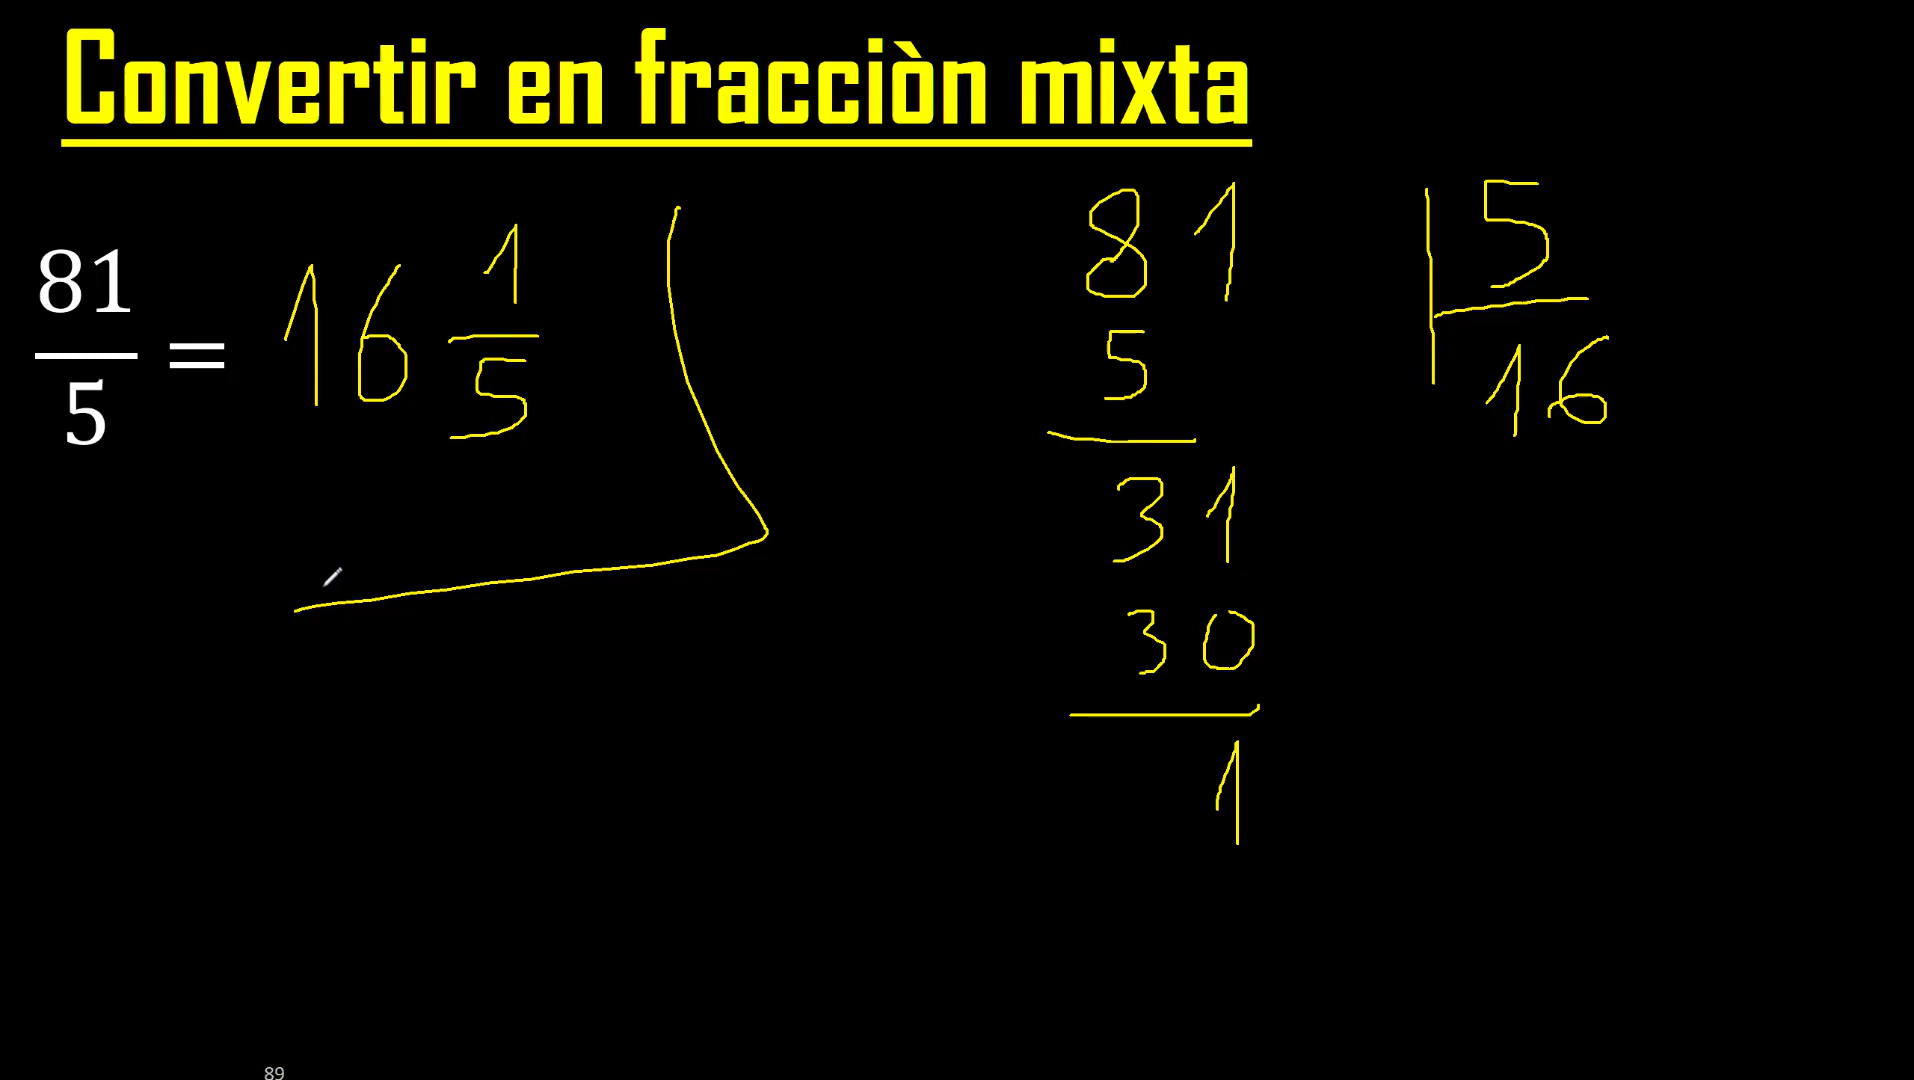 Convertir en fracciòn mixta
81/5 = 16 1/5
81 | 5
5 16
31
30
1
89